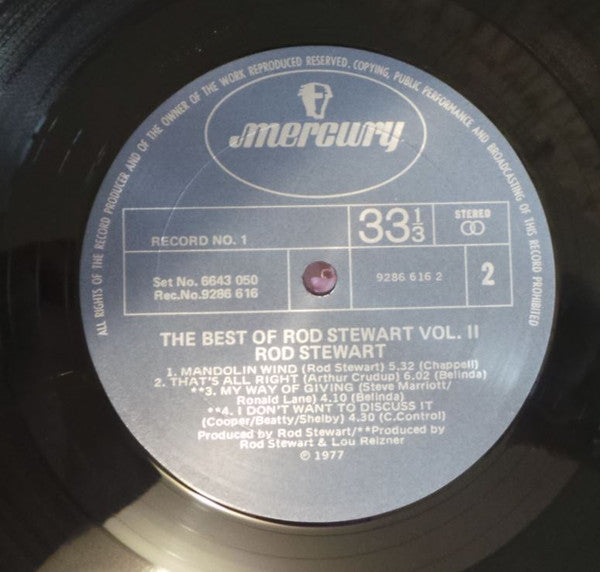 ALL RIGHTS OF THE RECORD PRODUCER AND OF THE OWNER OF THE WORK REPRODUCED RESERVED. COPYING, PUBLIC PERFORMANCE AND BROADCASTING OF THIS RECORD PROHIBITED
mercury
RECORD NO. 1
33 1/3
STEREO
Set No. 6643 050
Rec.No.9286 616
9286 616 2
2
THE BEST OF ROD STEWART VOL. II
ROD STEWART
1. MANDOLIN WIND (Rod Stewart) 5.32 (Chappell)
2. THAT'S ALL RIGHT (Arthur Crudup) 6.02 (Belinda)
**3. MY WAY OF GIVING (Steve Marriott/
Ronald Lane) 4.10 (Belinda)
**4. I DON'T WANT TO DISCUSS IT
(Cooper/Beatty/Shelby) 4.30 (C.Control)
Produced by Rod Stewart/**Produced by
Rod Stewart & Lou Reizner
℗ 1977